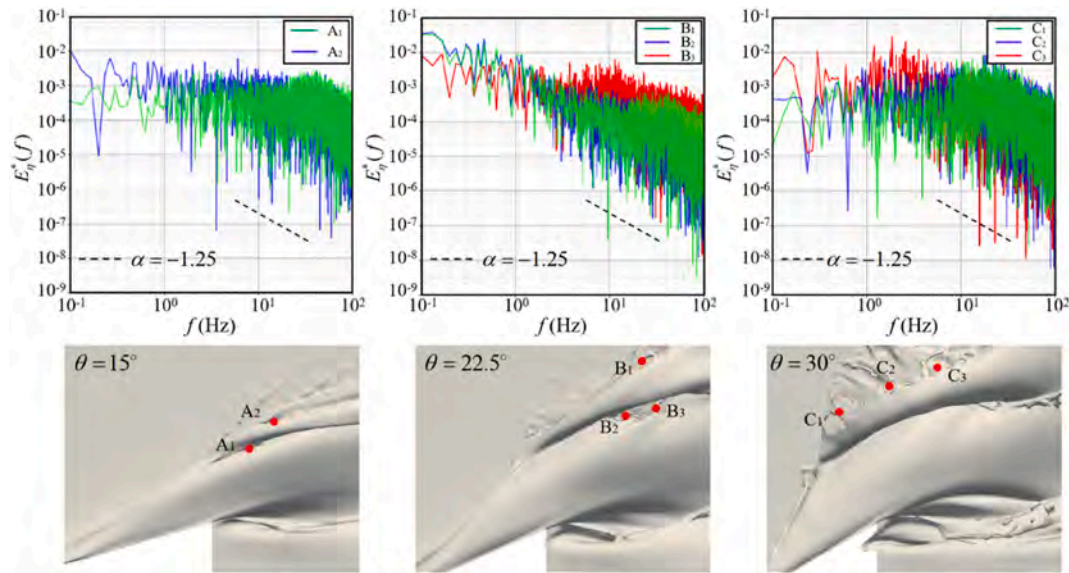 10⁻¹
10⁻²
10⁻³
10⁻⁴
10⁻⁵
10⁻⁶
10⁻⁷
10⁻⁸
10⁻⁹
E*η(f)
A₁
A₂
α = −1.25
10⁻¹ 10⁰ 10¹ 10²
f(Hz)
10⁻¹
10⁻²
10⁻³
10⁻⁴
10⁻⁵
10⁻⁶
10⁻⁷
10⁻⁸
10⁻⁹
E*η(f)
B₁
B₂
B₃
α = −1.25
10⁻¹ 10⁰ 10¹ 10²
f(Hz)
10⁻¹
10⁻²
10⁻³
10⁻⁴
10⁻⁵
10⁻⁶
10⁻⁷
10⁻⁸
10⁻⁹
E*η(f)
C₁
C₂
C₃
α = −1.25
10⁻¹ 10⁰ 10¹ 10²
f(Hz)
θ = 15°
A₂
A₁
θ = 22.5°
B₁
B₂
B₃
θ = 30°
C₁
C₂
C₃